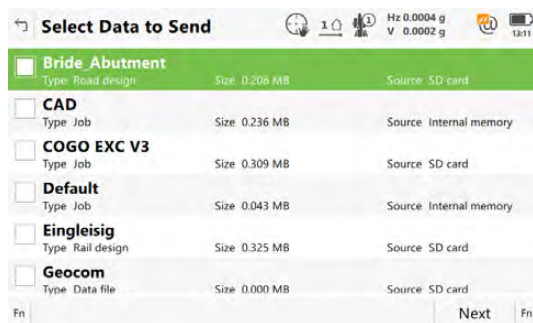 Select Data to Send
1
1
Hz 0.0004 g
V 0.0002 g
13:11
Bride_Abutment
Type Road design Size 0.208 MB Source SD card
CAD
Type Job Size 0.236 MB Source Internal memory
COGO EXC V3
Type Job Size 0.309 MB Source SD card
Default
Type Job Size 0.043 MB Source Internal memory
Eingleisig
Type Rail design Size 0.325 MB Source SD card
Geocom
Type Data file Size 0.000 MB Source SD card
Fn Next Fn